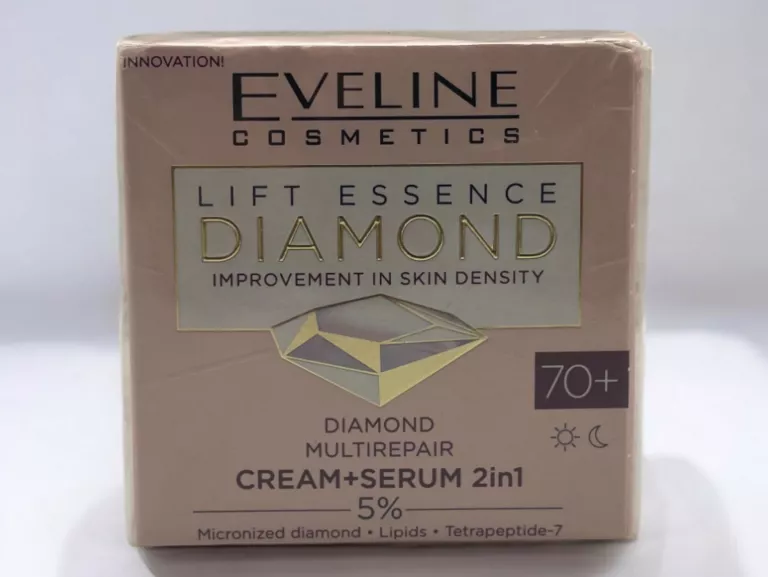 INNOVATION!
EVELINE
COSMETICS
LIFT ESSENCE
DIAMOND
IMPROVEMENT IN SKIN DENSITY
70+
DIAMOND
MULTIREPAIR
CREAM+SERUM 2in1
5%
Micronized diamond • Lipids • Tetrapeptide-7